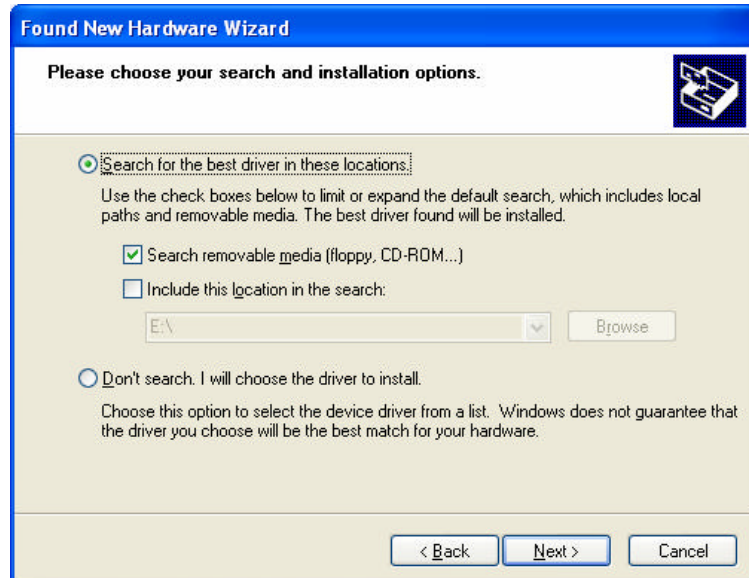 Found New Hardware Wizard
Please choose your search and installation options.
Search for the best driver in these locations.
Use the check boxes below to limit or expand the default search, which includes local
paths and removable media. The best driver found will be installed.
Search removable media (floppy, CD-ROM...)
Include this location in the search:
E:\
Browse
Don't search. I will choose the driver to install.
Choose this option to select the device driver from a list. Windows does not guarantee that
the driver you choose will be the best match for your hardware.
< Back
Next >
Cancel